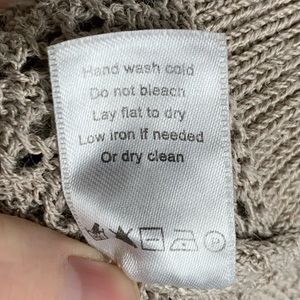 Hand wash cold
Do not bleach
Lay flat to dry
Low iron If needed
Or dry clean
P